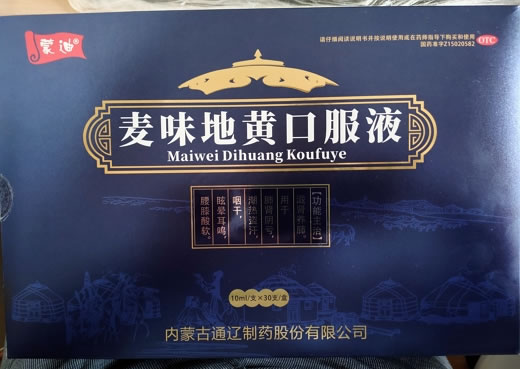 蒙迪®
请仔细阅读说明书并按说明使用或在药师指导下购买和使用
国药准字Z15020582
OTC
麦味地黄口服液
Maiwei Dihuang Koufuye
【功能主治】
滋肾养肺。
用于
肺肾阴亏，
潮热盗汗，
咽干，
眩晕耳鸣，
腰膝酸软。
10ml/支×30支/盒
内蒙古通辽制药股份有限公司